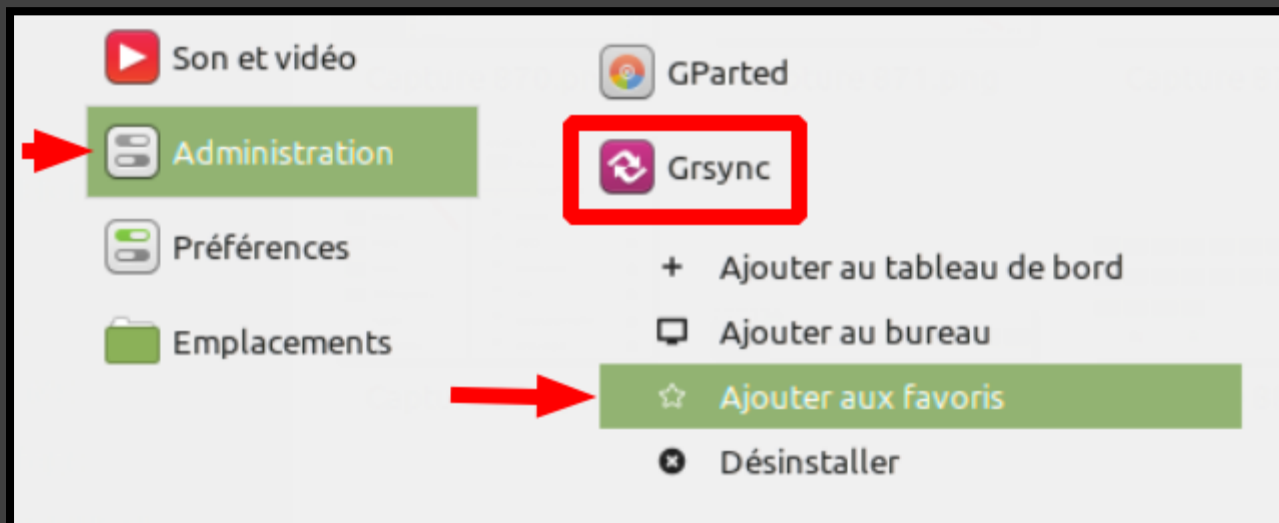 Son et vidéo
Administration
Préférences
Emplacements
GParted
Grsync
Ajouter au tableau de bord
Ajouter au bureau
Ajouter aux favoris
Désinstaller